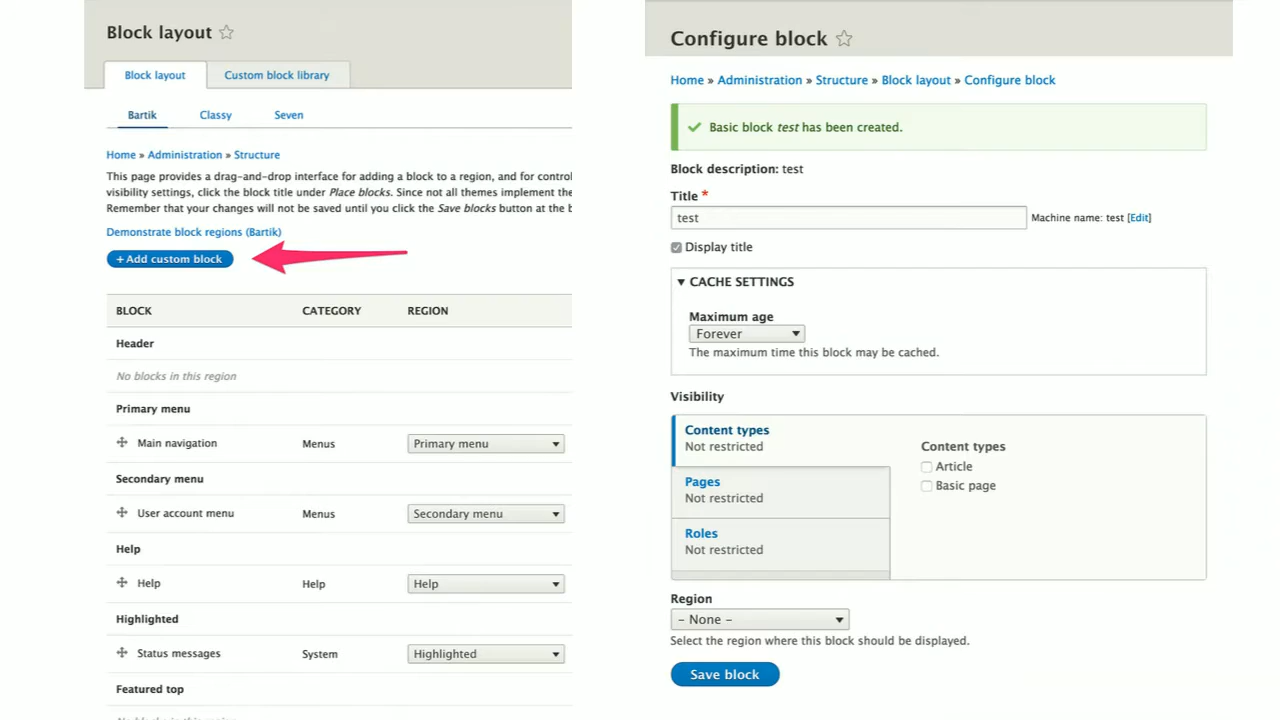 Block layout
Block layout
Custom block library
Bartik
Classy
Seven
Home » Administration » Structure
This page provides a drag-and-drop interface for adding a block to a region, and for control
visibility settings, click the block title under Place blocks. Since not all themes implement the
Remember that your changes will not be saved until you click the Save blocks button at the b
Demonstrate block regions (Bartik)
+ Add custom block
BLOCK CATEGORY REGION
Header
No blocks in this region
Primary menu
Main navigation Menus Primary menu
Secondary menu
User account menu Menus Secondary menu
Help
Help Help Help
Highlighted
Status messages System Highlighted
Featured top
No blocks in this region
Configure block
Home » Administration » Structure » Block layout » Configure block
Basic block test has been created.
Block description: test
Title *
test Machine name: test [Edit]
Display title
CACHE SETTINGS
Maximum age
Forever
The maximum time this block may be cached.
Visibility
Content types
Not restricted
Pages
Not restricted
Roles
Not restricted
Content types
Article
Basic page
Region
- None -
Select the region where this block should be displayed.
Save block